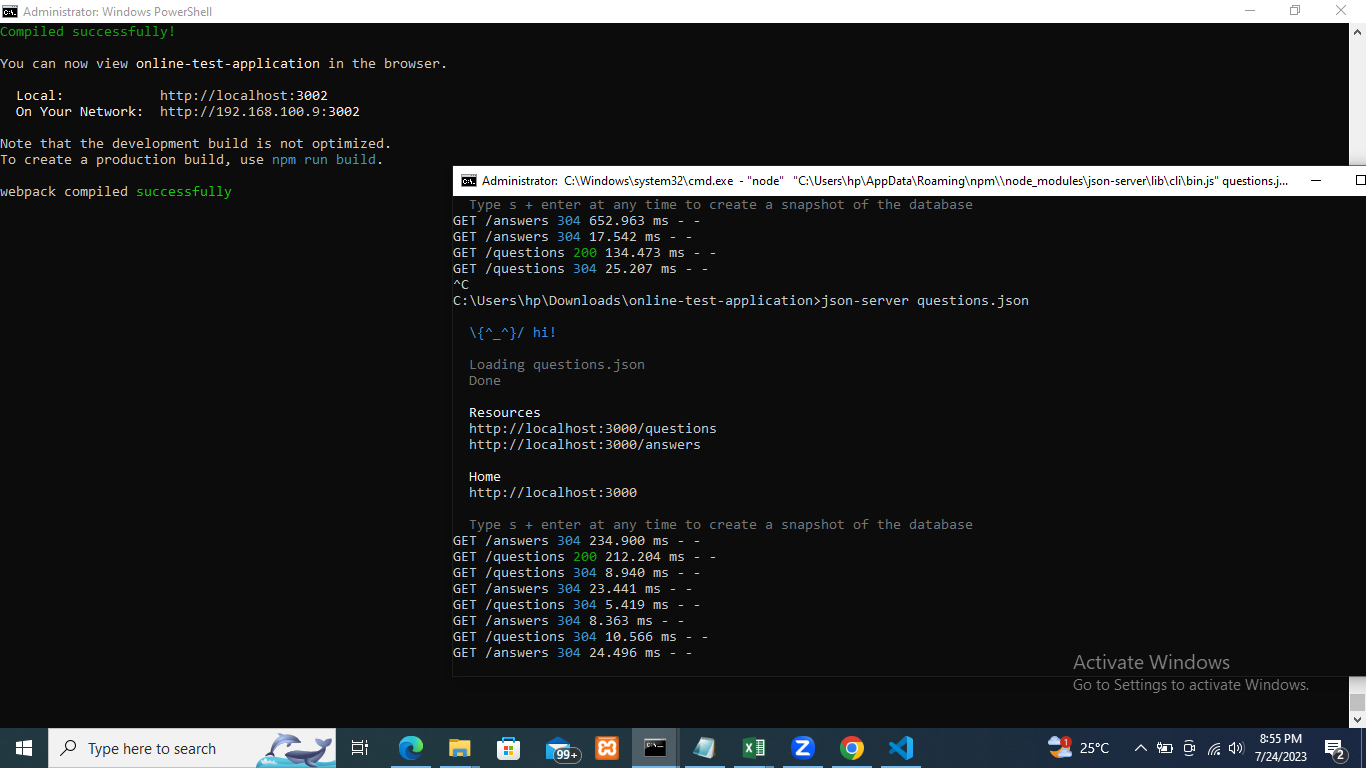 Administrator: Windows PowerShell
Compiled successfully!
You can now view online-test-application in the browser.
Local: http://localhost:3002
On Your Network: http://192.168.100.9:3002
Note that the development build is not optimized.
To create a production build, use npm run build.
webpack compiled successfully
Administrator: C:\Windows\system32\cmd.exe - "node" "C:\Users\hp\AppData\Roaming\npm\\node_modules\json-server\lib\cli\bin.js" questions.j...
Type s + enter at any time to create a snapshot of the database
GET /answers 304 652.963 ms - -
GET /answers 304 17.542 ms - -
GET /questions 200 134.473 ms - -
GET /questions 304 25.207 ms - -
^C
C:\Users\hp\Downloads\online-test-application>json-server questions.json
\{^_^}/ hi!
Loading questions.json
Done
Resources
http://localhost:3000/questions
http://localhost:3000/answers
Home
http://localhost:3000
Type s + enter at any time to create a snapshot of the database
GET /answers 304 234.900 ms - -
GET /questions 200 212.204 ms - -
GET /questions 304 8.940 ms - -
GET /answers 304 23.441 ms - -
GET /questions 304 5.419 ms - -
GET /answers 304 8.363 ms - -
GET /questions 304 10.566 ms - -
GET /answers 304 24.496 ms - -
Activate Windows
Go to Settings to activate Windows.
Type here to search
99+
1
25°C
8:55 PM
7/24/2023
2